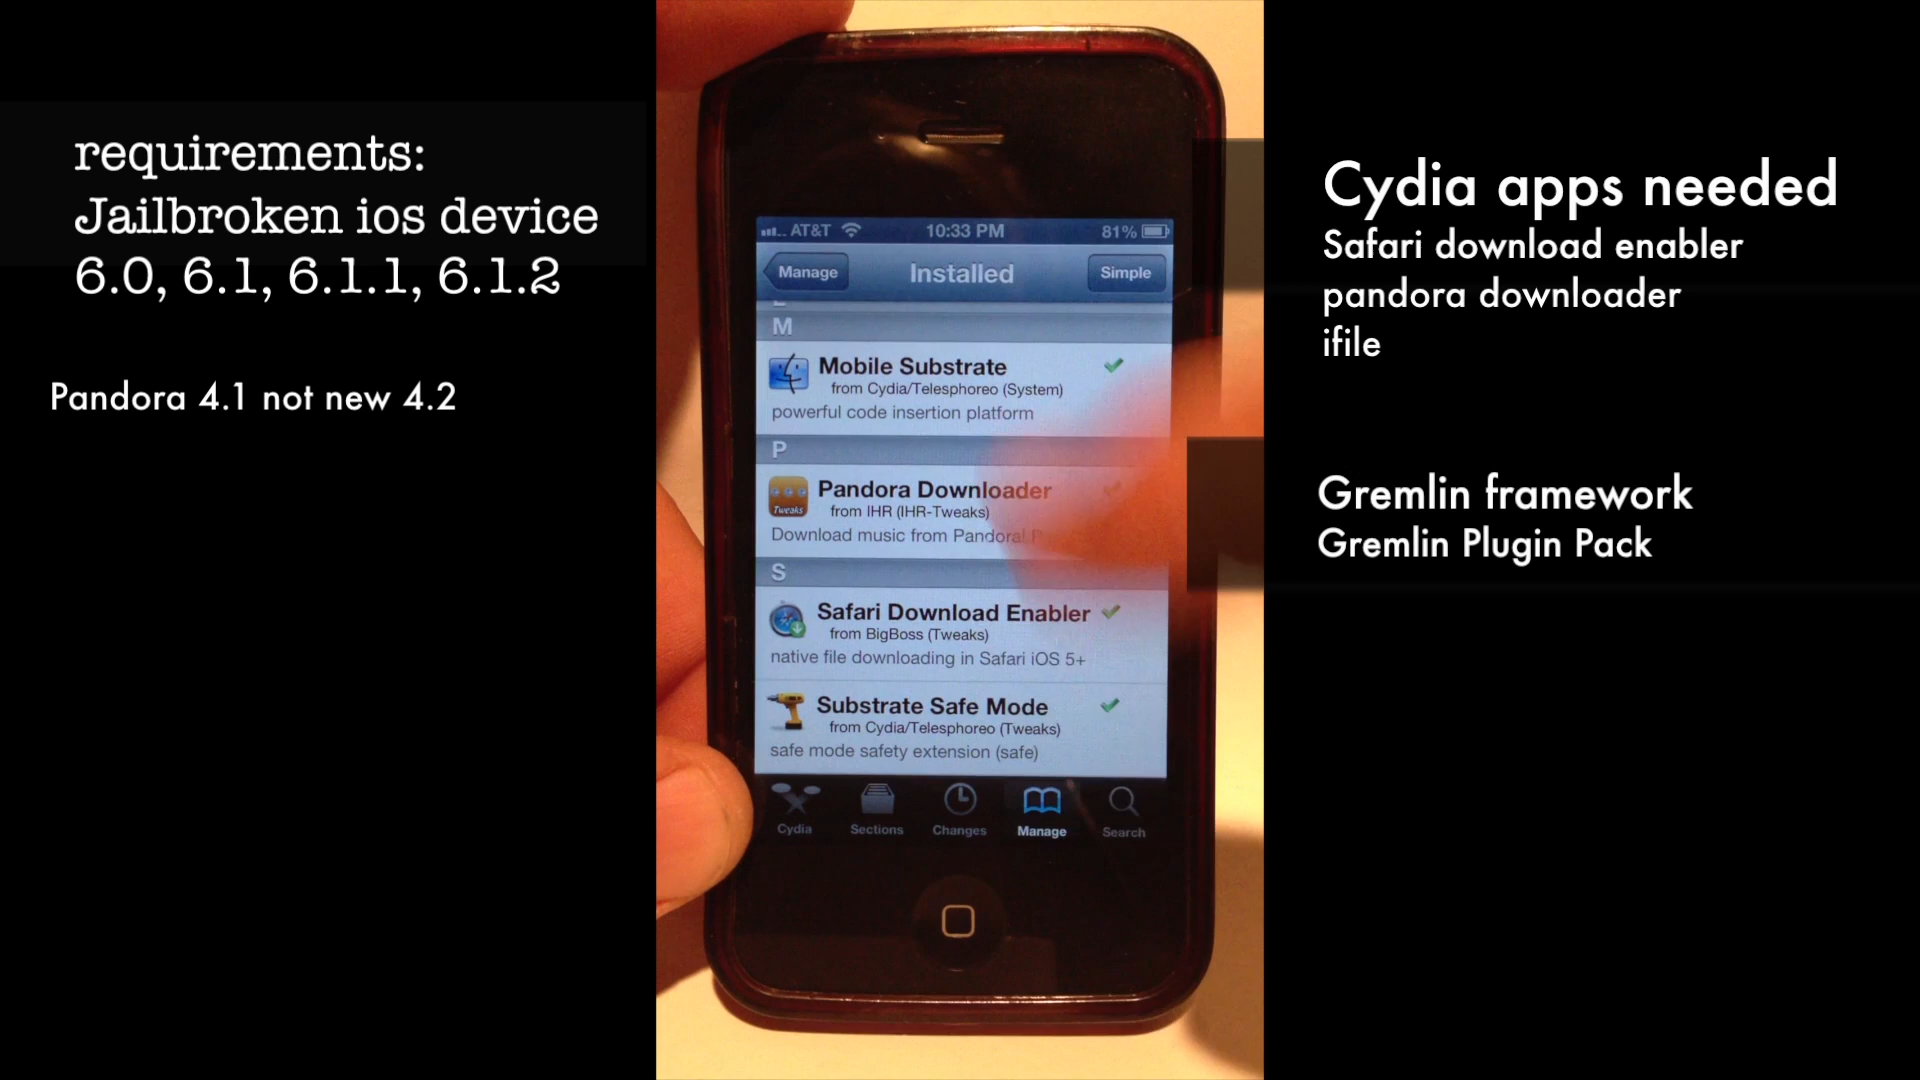 requirements:
Jailbroken ios device
6.0, 6.1, 6.1.1, 6.1.2
Pandora 4.1 not new 4.2
AT&T 10:33 PM 81%
Manage Installed Simple
M
Mobile Substrate
from Cydia/Telesphoreo (System)
powerful code insertion platform
P
Pandora Downloader
from IHR (IHR-Tweaks)
Tweaks
Download music from Pandora!
S
Safari Download Enabler
from BigBoss (Tweaks)
native file downloading in Safari iOS 5+
Substrate Safe Mode
from Cydia/Telesphoreo (Tweaks)
safe mode safety extension (safe)
Cydia Sections Changes Manage Search
Cydia apps needed
Safari download enabler
pandora downloader
ifile
Gremlin framework
Gremlin Plugin Pack